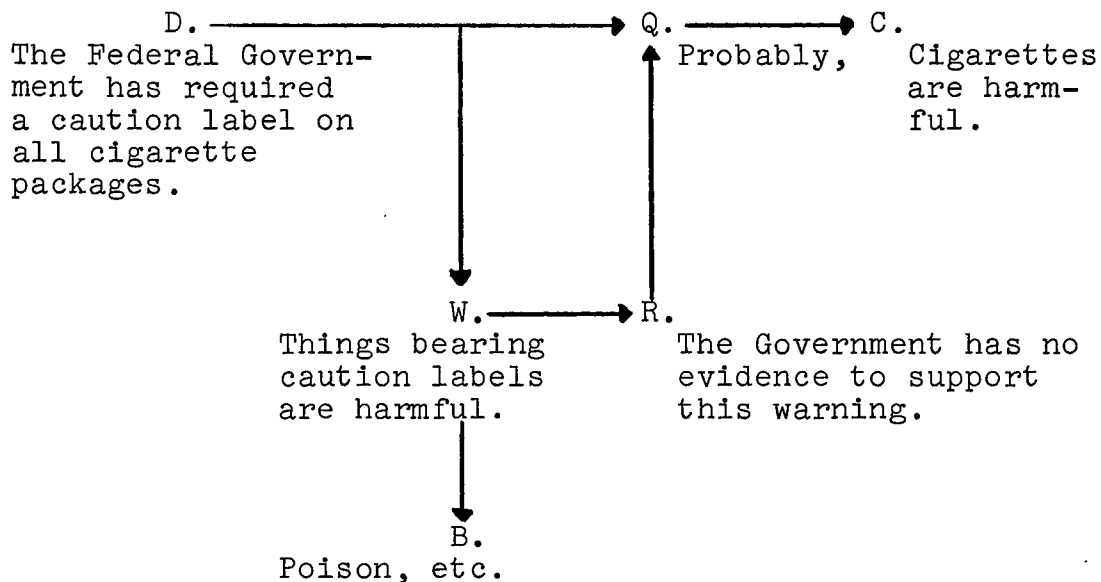 D. Q. C.
The Federal Govern-
ment has required
a caution label on
all cigarette
packages.
Probably,
Cigarettes
are harm-
ful.
W. R.
Things bearing
caution labels
are harmful.
The Government has no
evidence to support
this warning.
B.
Poison, etc.